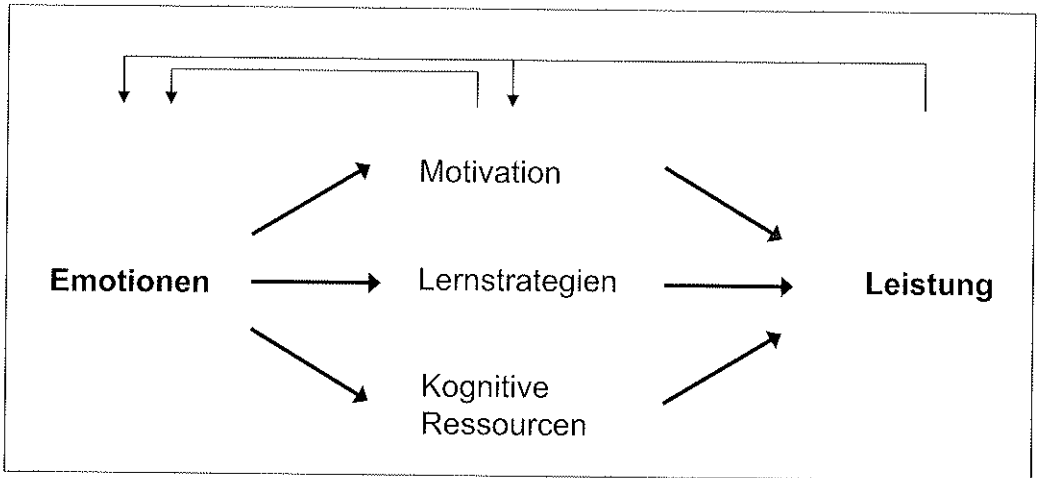 Motivation
Emotionen
Lernstrategien
Leistung
Kognitive
Ressourcen